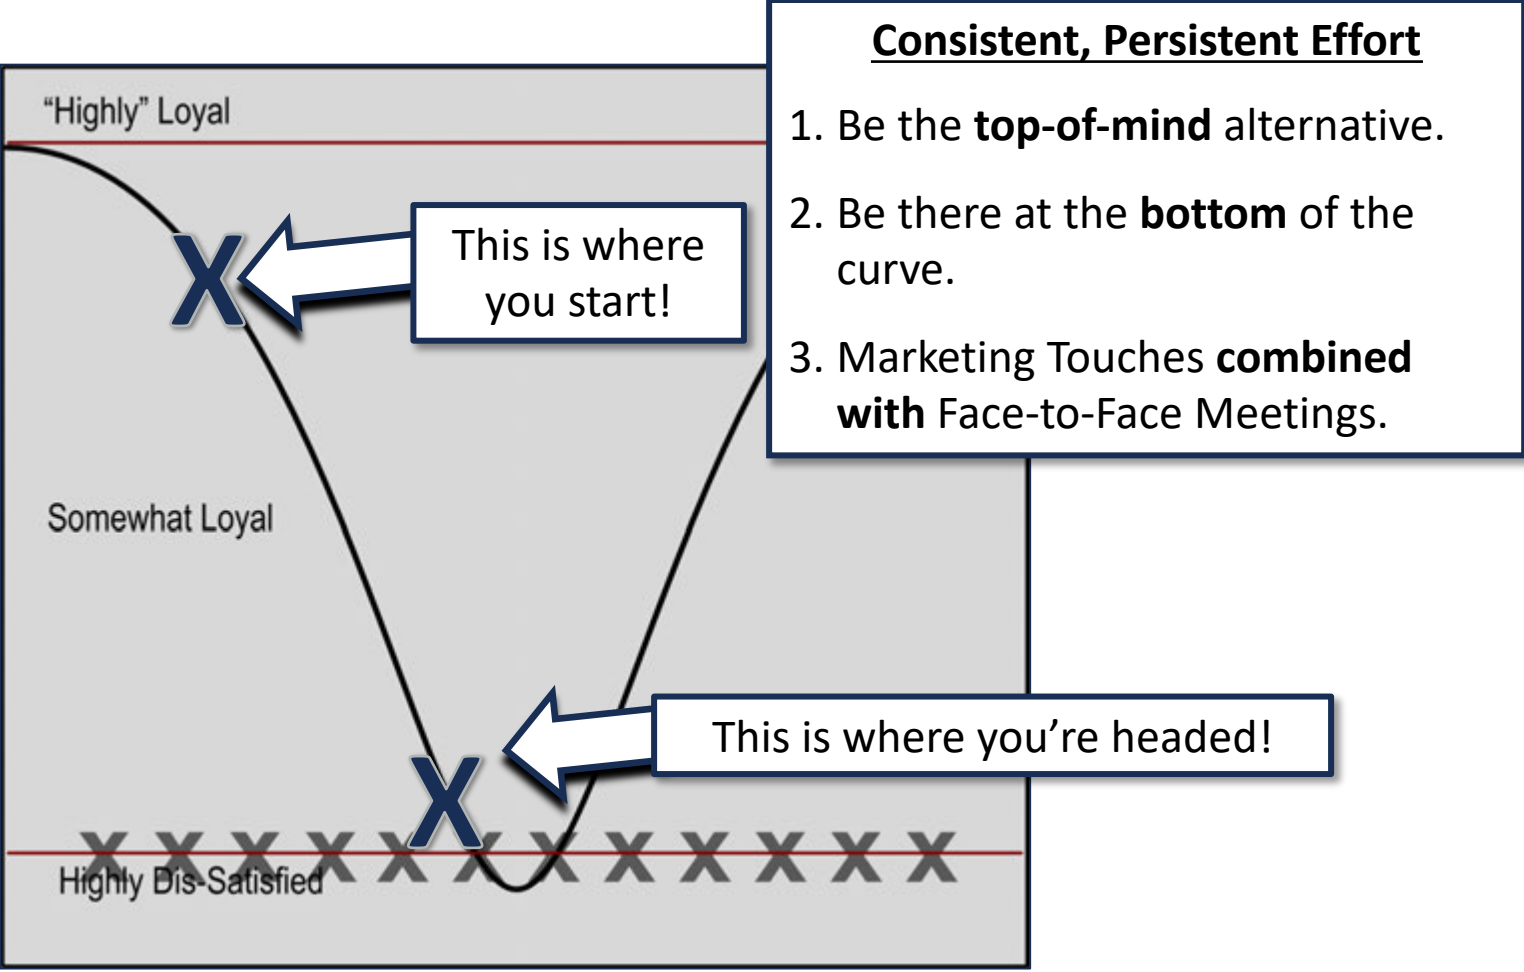 Consistent, Persistent Effort
1. Be the top-of-mind alternative.
2. Be there at the bottom of the
curve.
3. Marketing Touches combined
with Face-to-Face Meetings.
“Highly” Loyal
This is where
you start!
X
Somewhat Loyal
This is where you’re headed!
X
X X X X X X X X X X X X
Highly Dis-Satisfied